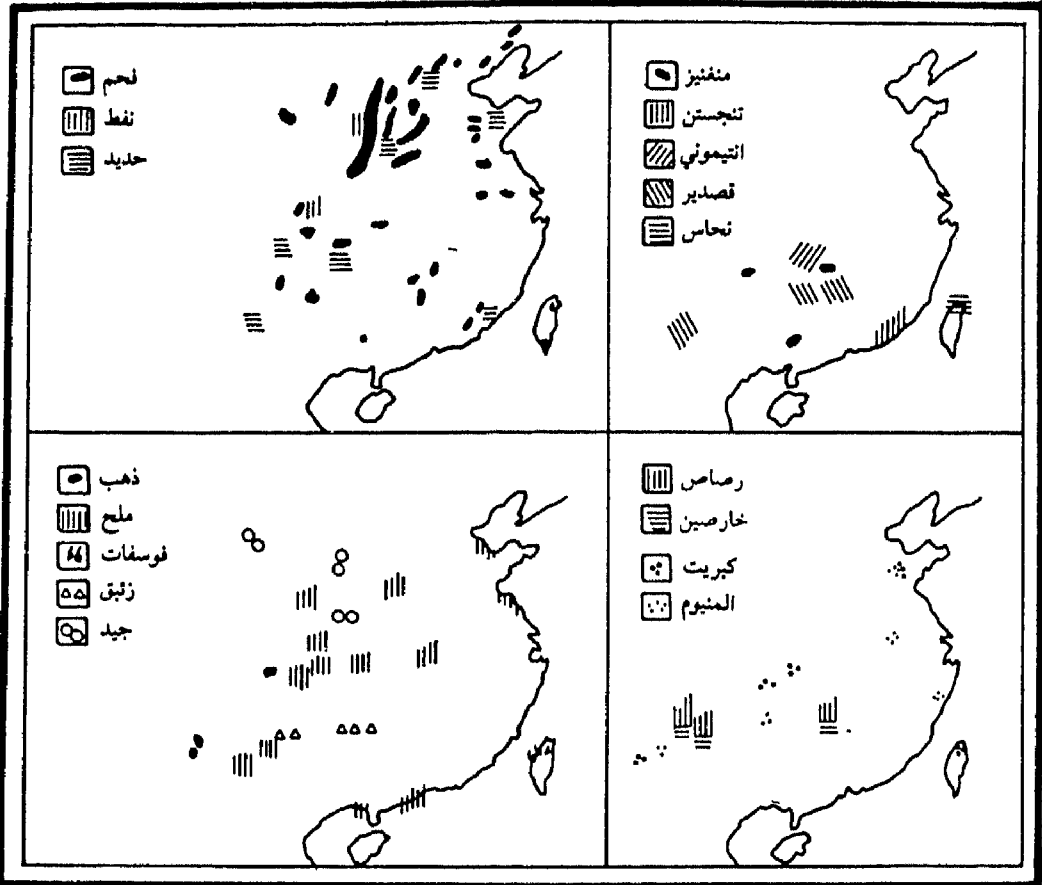 فحم
نفط
حديد
منغنيز
تنجستن
انتيموني
قصدير
نحاس
ذهب
ملح
فوسفات
زئبق
جيد
رصاص
خارصين
كبريت
المنيوم